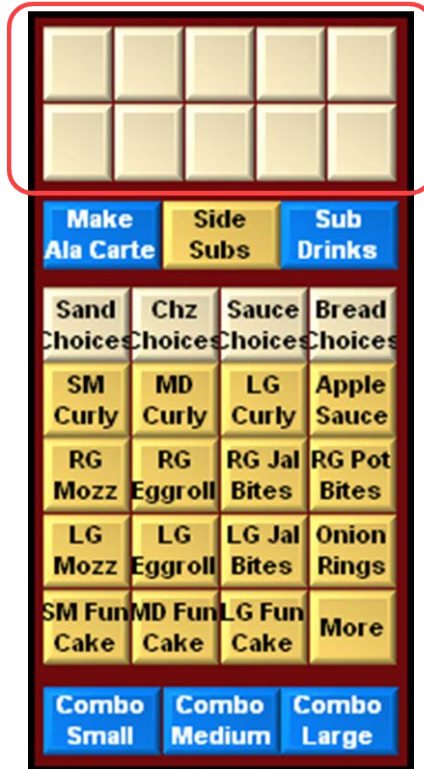 Make Side Sub
Ala Carte Subs Drinks
Sand Chz Sauce Bread
Choices Choices Choices Choices
SM MD LG Apple
Curly Curly Curly Sauce
RG RG RG Jal RG Pot
Mozz Eggroll Bites Bites
LG LG LG Jal Onion
Mozz Eggroll Bites Rings
SM Fun MD Fun LG Fun More
Cake Cake Cake
Combo Combo Combo
Small Medium Large